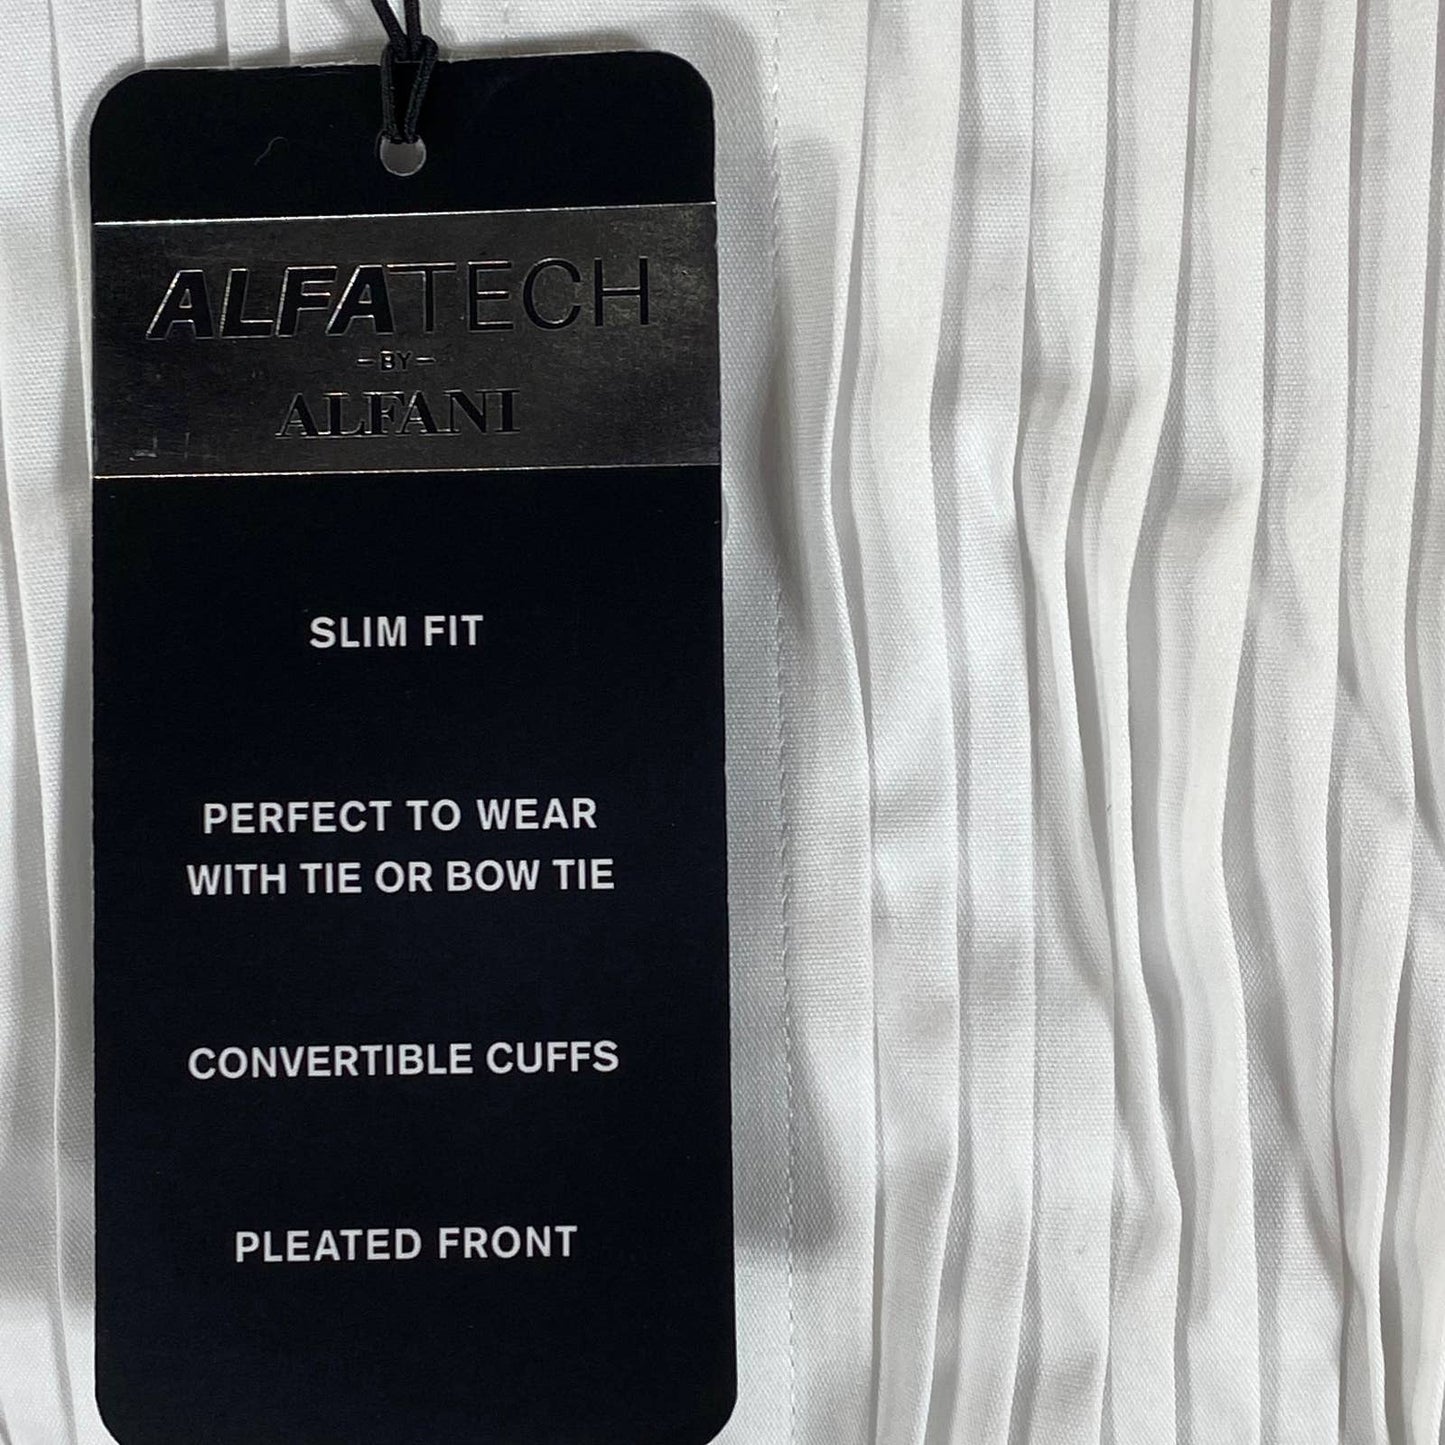 ALFATECH
-BY-
ALFANI
SLIM FIT
PERFECT TO WEAR
WITH TIE OR BOW TIE
CONVERTIBLE CUFFS
PLEATED FRONT